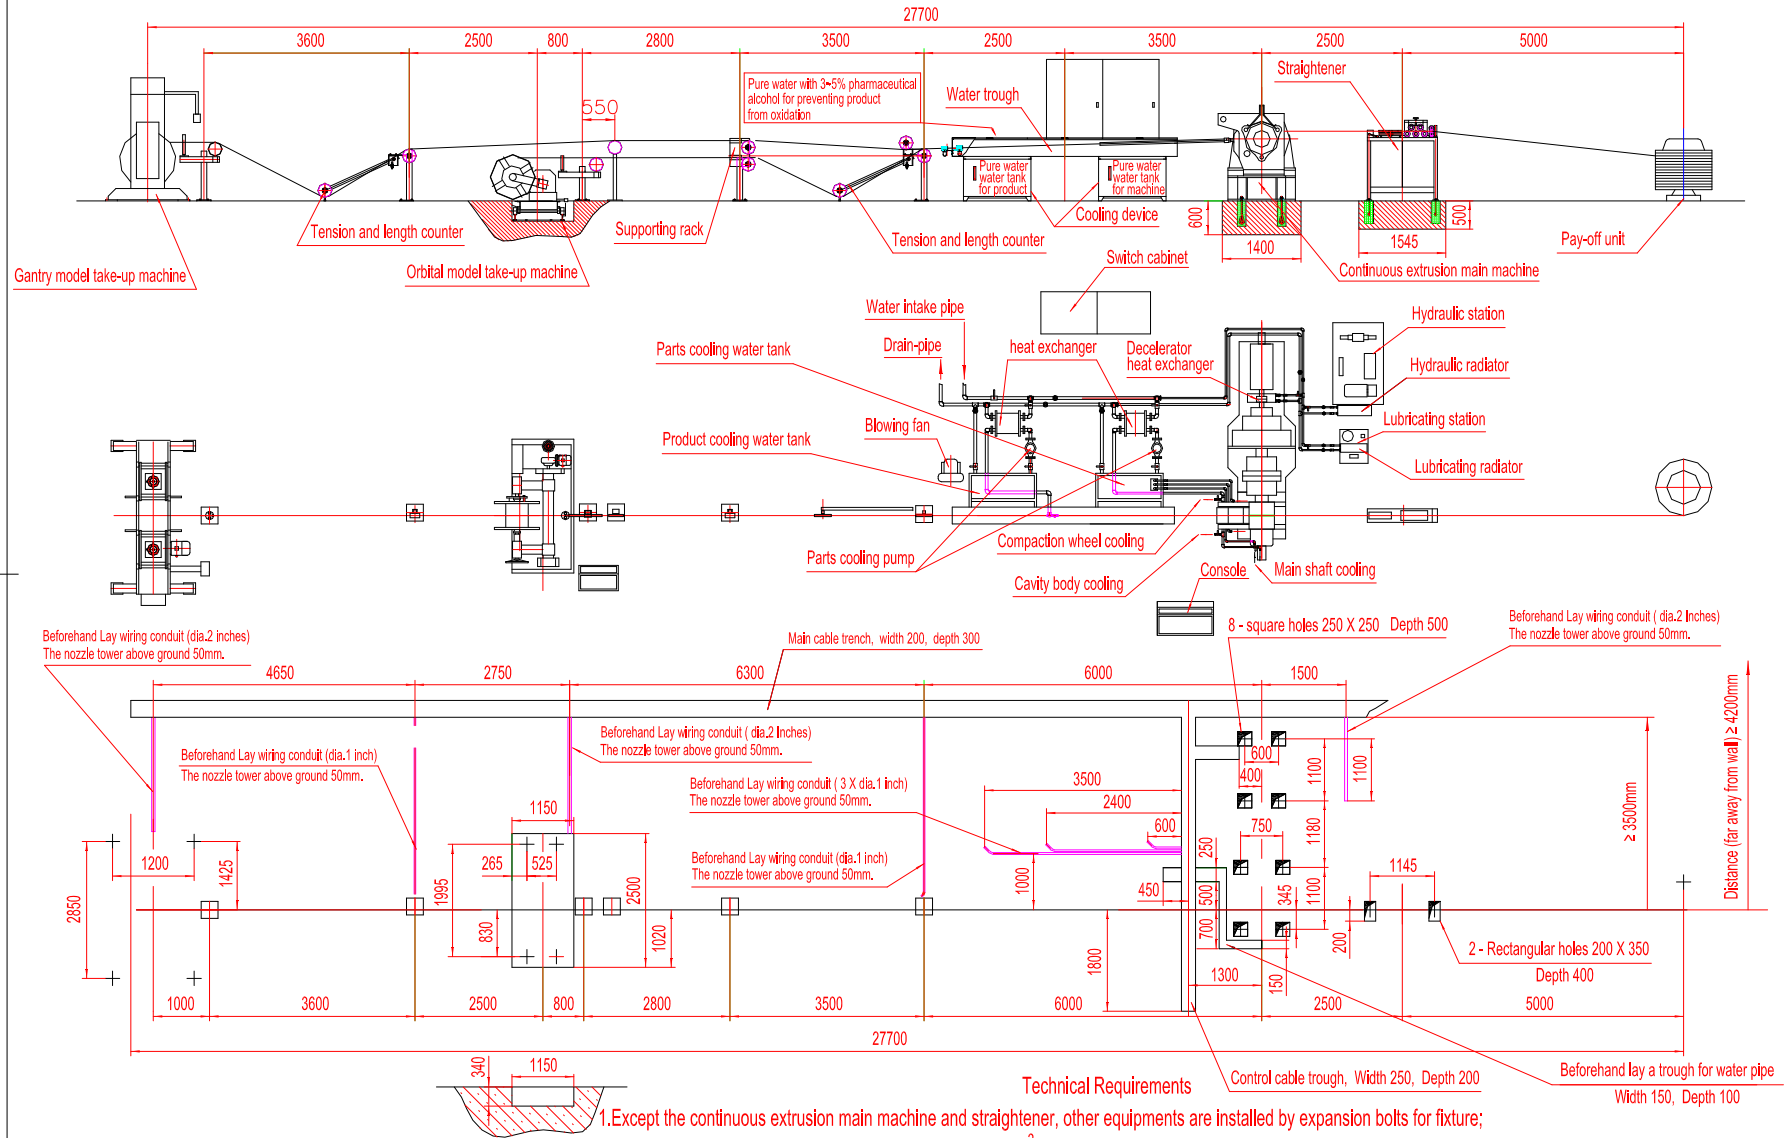 27700
3600
2500
800
2800
3500
2500
3500
2500
5000
550
Pure water with 3~5% pharmaceutical
alcohol for preventing product
from oxidation
Water trough
Straightener
Pure water
water tank
for product
Pure water
water tank
for machine
Cooling device
600
1400
1545
500
Tension and length counter
Supporting rack
Tension and length counter
Pay-off unit
Gantry model take-up machine
Orbital model take-up machine
Continuous extrusion main machine
Switch cabinet
Water intake pipe
Hydraulic station
Drain-pipe
Parts cooling water tank
heat exchanger
Decelerator
heat exchanger
Hydraulic radiator
Blowing fan
Lubricating station
Product cooling water tank
Lubricating radiator
Compaction wheel cooling
Parts cooling pump
Cavity body cooling
Console
Main shaft cooling
Beforehand Lay wiring conduit (dia.2 inches)
The nozzle tower above ground 50mm.
Main cable trench, width 200, depth 300
8 - square holes 250 X 250 Depth 500
Beforehand Lay wiring conduit ( dia.2 Inches)
The nozzle tower above ground 50mm.
4650
2750
6300
6000
1500
Beforehand Lay wiring conduit ( dia.2 Inches)
The nozzle tower above ground 50mm.
Beforehand Lay wiring conduit (dia.1 inch)
The nozzle tower above ground 50mm.
Beforehand Lay wiring conduit ( 3 X dia.1 inch)
The nozzle tower above ground 50mm.
Beforehand Lay wiring conduit (dia.1 inch)
The nozzle tower above ground 50mm.
3500
2400
600
600
400
1100
1100
≥ 3500mm
Distance (far away from wall) ≥ 4200mm
1150
265
525
1995
2500
830
1020
1200
1425
2850
1000
450
250
500
700
750
1180
345
1100
1145
200
1800
1300
150
2 - Rectangular holes 200 X 350
Depth 400
1000
3600
2500
800
2800
3500
6000
2500
5000
27700
340
1150
Technical Requirements
Control cable trough, Width 250, Depth 200
Beforehand lay a trough for water pipe
Width 150, Depth 100
1.Except the continuous extrusion main machine and straightener, other equipments are installed by expansion bolts for fixture;